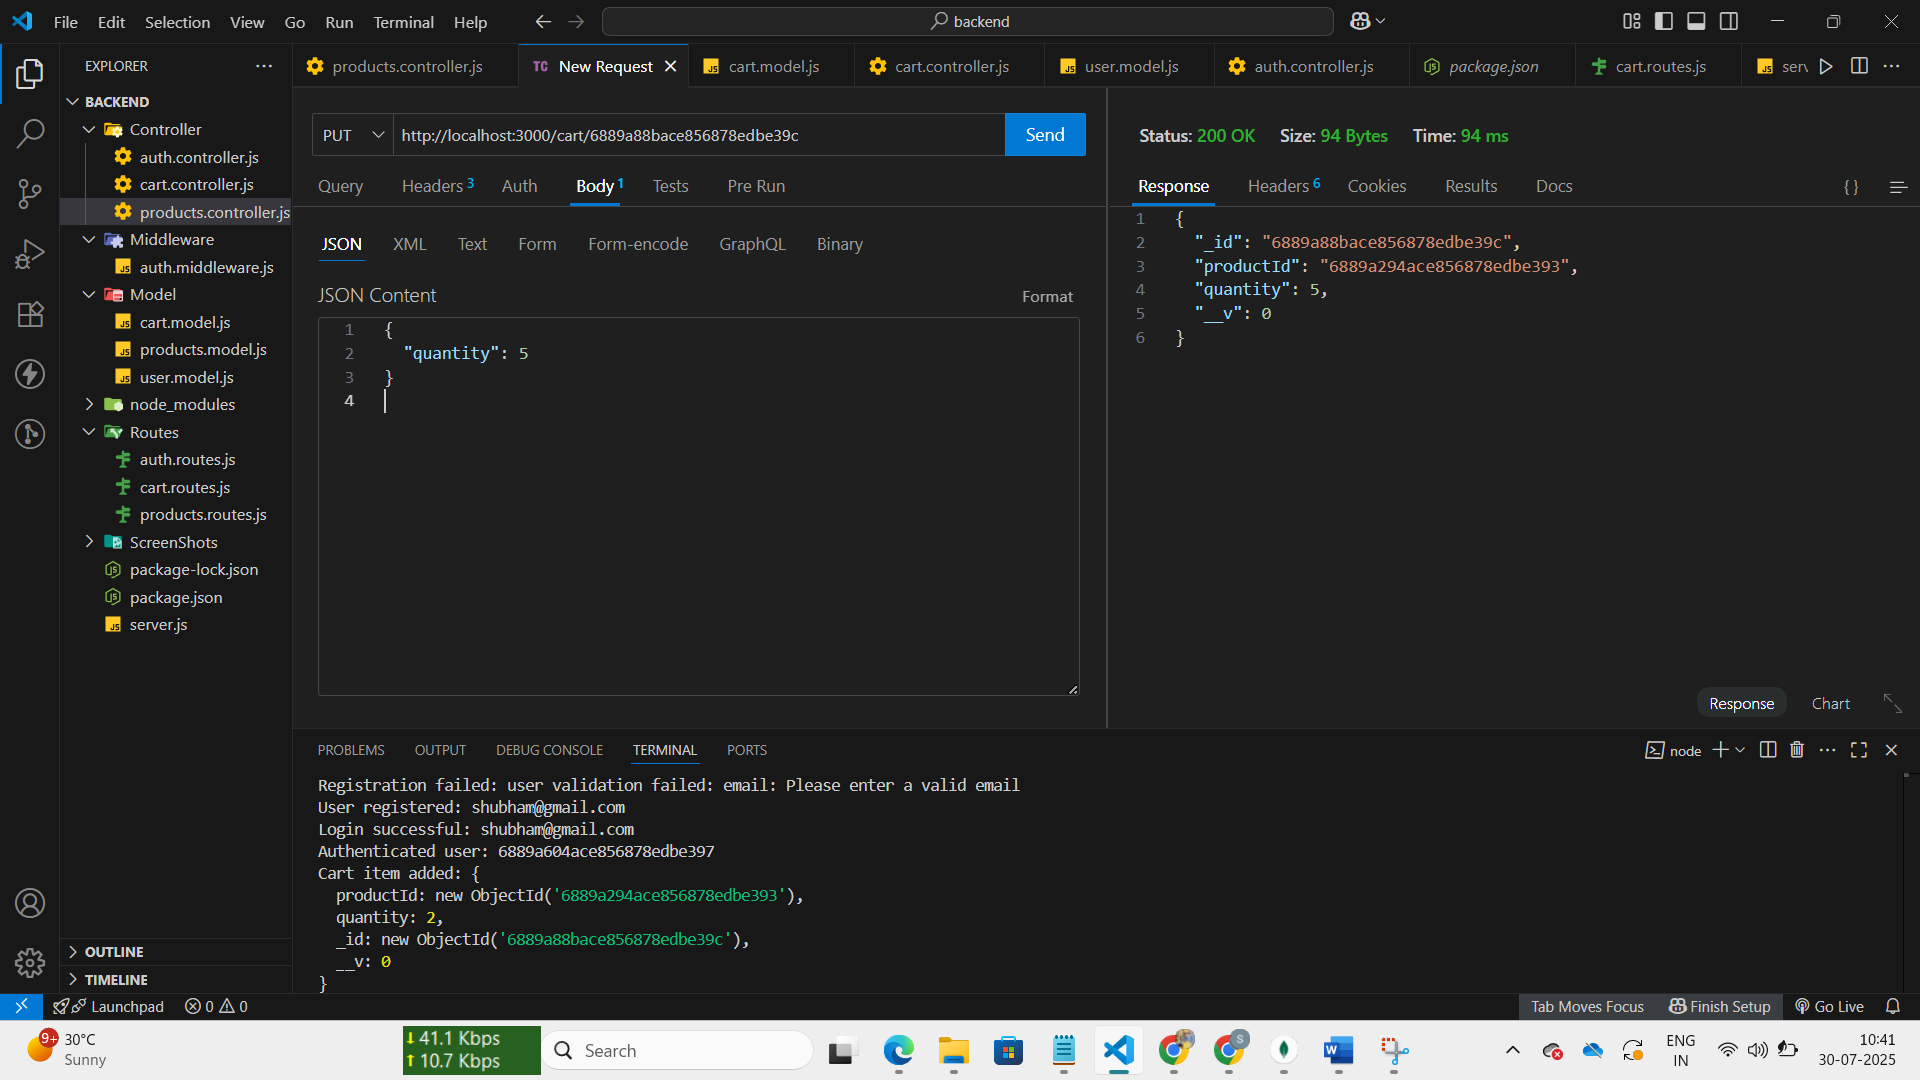 File Edit Selection View Go Run Terminal Help
backend
EXPLORER
BACKEND
Controller
auth.controller.js
cart.controller.js
products.controller.js
Middleware
auth.middleware.js
Model
cart.model.js
products.model.js
user.model.js
node_modules
Routes
auth.routes.js
cart.routes.js
products.routes.js
ScreenShots
package-lock.json
package.json
server.js
OUTLINE
TIMELINE
products.controller.js TC New Request cart.model.js cart.controller.js user.model.js auth.controller.js package.json cart.routes.js serv
PUT http://localhost:3000/cart/6889a88bace856878edbe39c Send
Query Headers 3 Auth Body 1 Tests Pre Run
JSON XML Text Form Form-encode GraphQL Binary
JSON Content Format
1 {
2 "quantity": 5
3 }
4
Status: 200 OK Size: 94 Bytes Time: 94 ms
Response Headers 6 Cookies Results Docs { }
1 {
2 "_id": "6889a88bace856878edbe39c",
3 "productId": "6889a294ace856878edbe393",
4 "quantity": 5,
5 "__v": 0
6 }
Response Chart
PROBLEMS OUTPUT DEBUG CONSOLE TERMINAL PORTS node
Registration failed: user validation failed: email: Please enter a valid email
User registered: shubham@gmail.com
Login successful: shubham@gmail.com
Authenticated user: 6889a604ace856878edbe397
Cart item added: {
productId: new ObjectId('6889a294ace856878edbe393'),
quantity: 2,
_id: new ObjectId('6889a88bace856878edbe39c'),
__v: 0
}
Launchpad 0 0 Tab Moves Focus Finish Setup Go Live
9+ 30°C
Sunny
41.1 Kbps
10.7 Kbps
Search
S
ENG
IN
10:41
30-07-2025